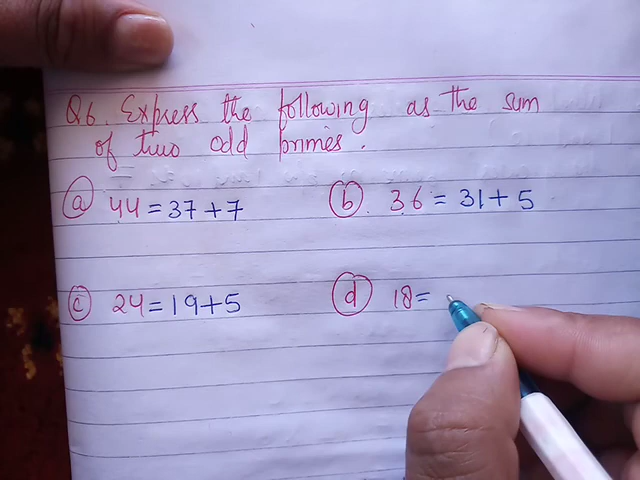 Q6. Express the following as the sum
of two odd primes.
(a) 44 = 37 + 7
(b). 36 = 31 + 5
(c) 24 = 19 + 5
(d) 18 =